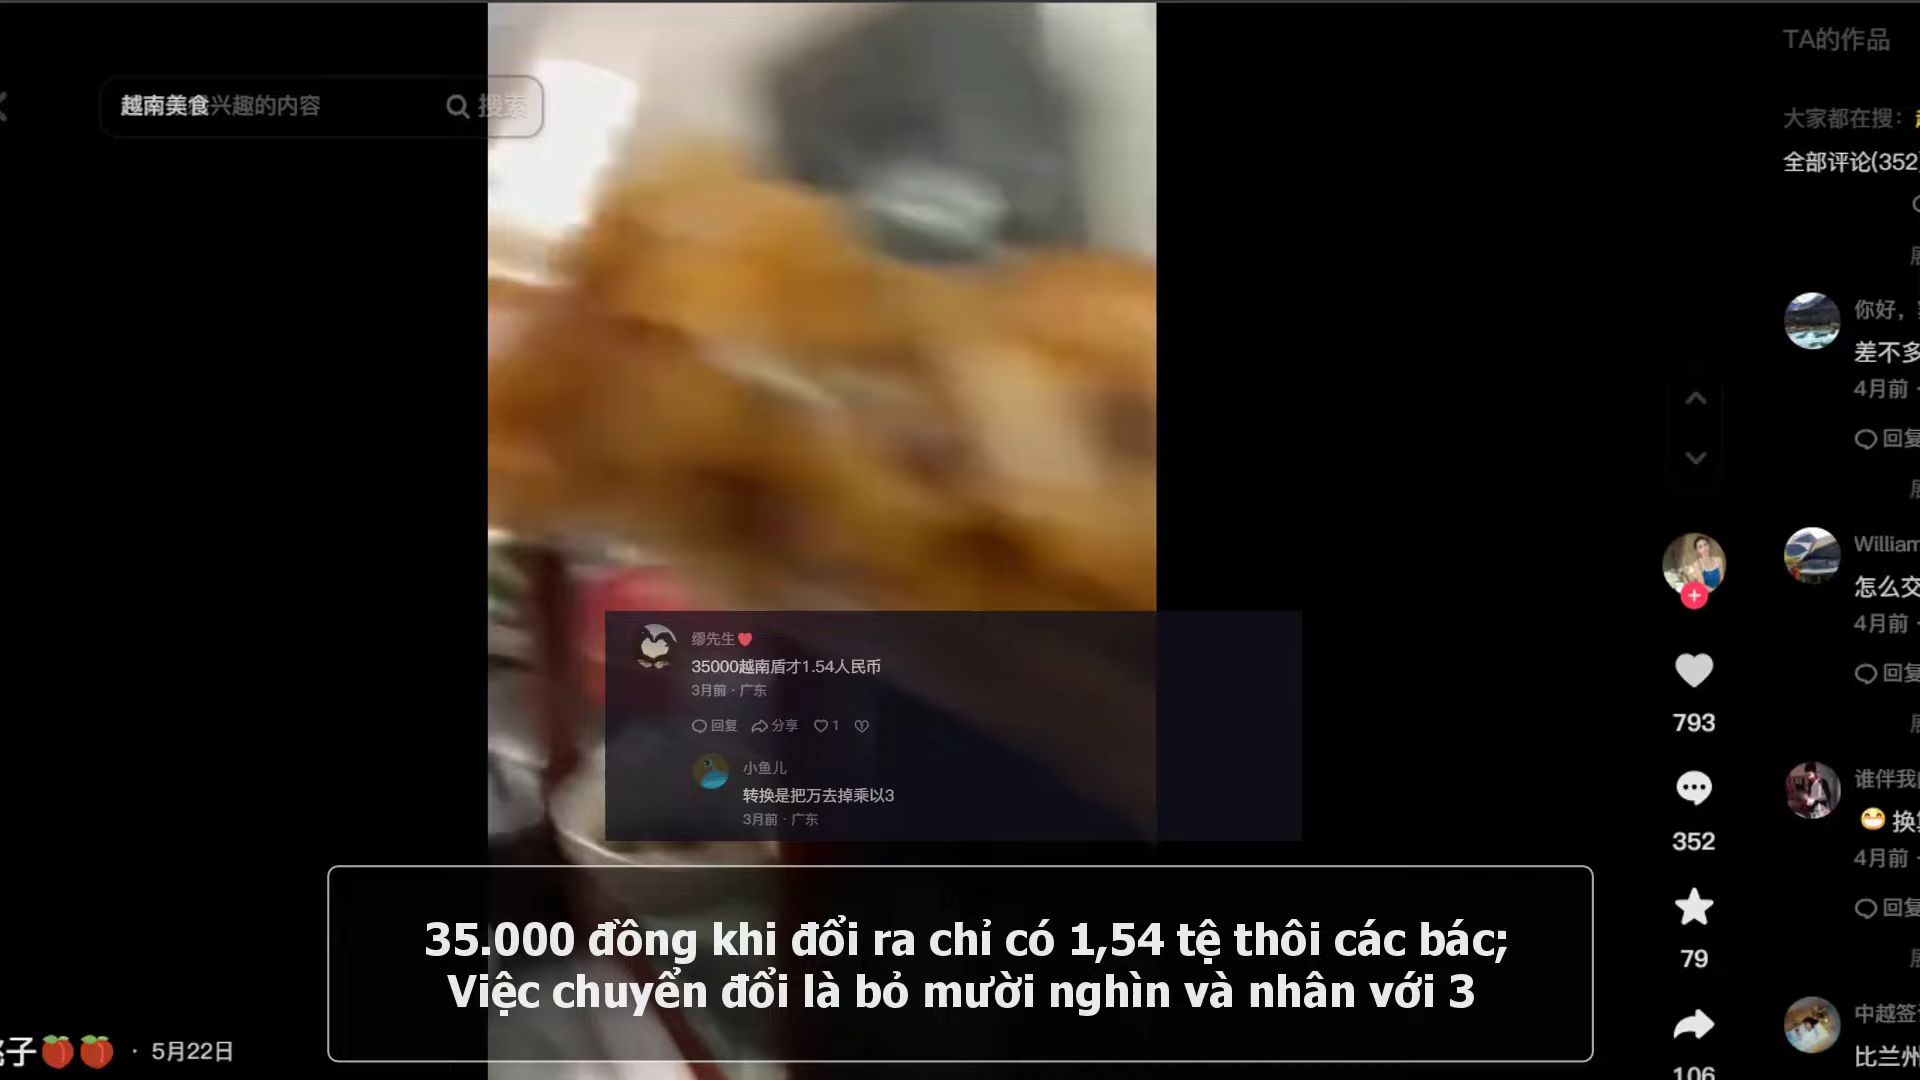 TA的作品
越南美食兴趣的内容
搜索
大家都在搜：
全部评论(352)
你好，
差不多
4月前
回复
William
怎么交
4月前
回复
谁伴我
😁 换
4月前
回复
中越签
比兰州
793
352
79
106
缪先生❤️
35000越南盾才1.54人民币
3月前 · 广东
回复 分享 1
小鱼儿
转换是把万去掉乘以3
3月前 · 广东
35.000 đồng khi đổi ra chỉ có 1,54 tệ thôi các bác;
Việc chuyển đổi là bỏ mười nghìn và nhân với 3
子🍑🍑 · 5月22日